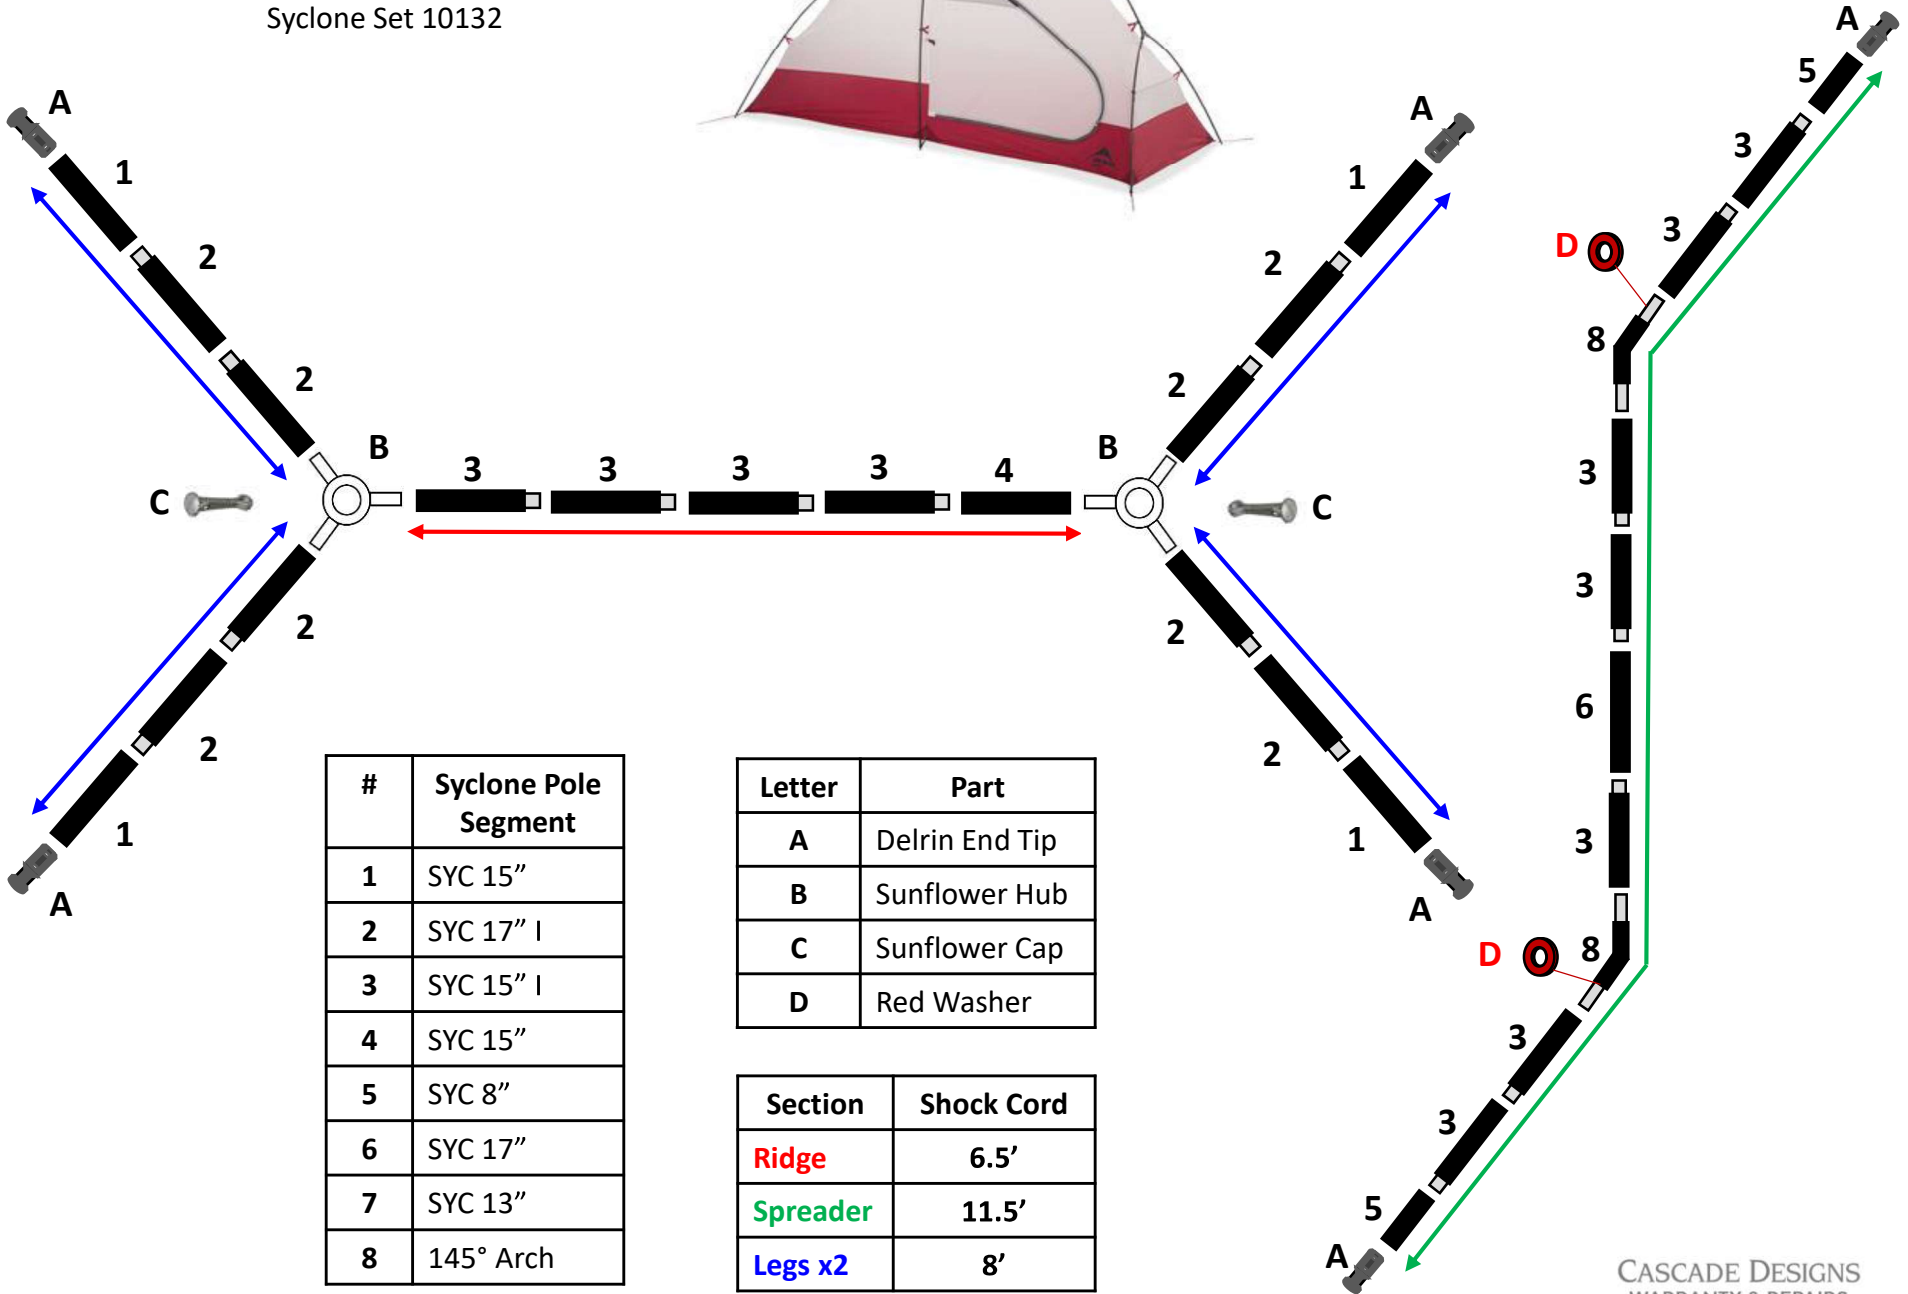 Syclone Set 10132
A
1
2
2
B
C
2
2
1
A
3
3
3
3
4
B
C
A
1
2
2
2
2
1
A
A
5
3
3
D
8
3
3
6
3
D
8
3
3
5
A
# Syclone Pole
Segment
1 SYC 15”
2 SYC 17” I
3 SYC 15” I
4 SYC 15”
5 SYC 8”
6 SYC 17”
7 SYC 13”
8 145° Arch
Letter Part
A Delrin End Tip
B Sunflower Hub
C Sunflower Cap
D Red Washer
Section Shock Cord
Ridge 6.5’
Spreader 11.5’
Legs x2 8’
CASCADE DESIGNS
WARRANTY & REPAIRS